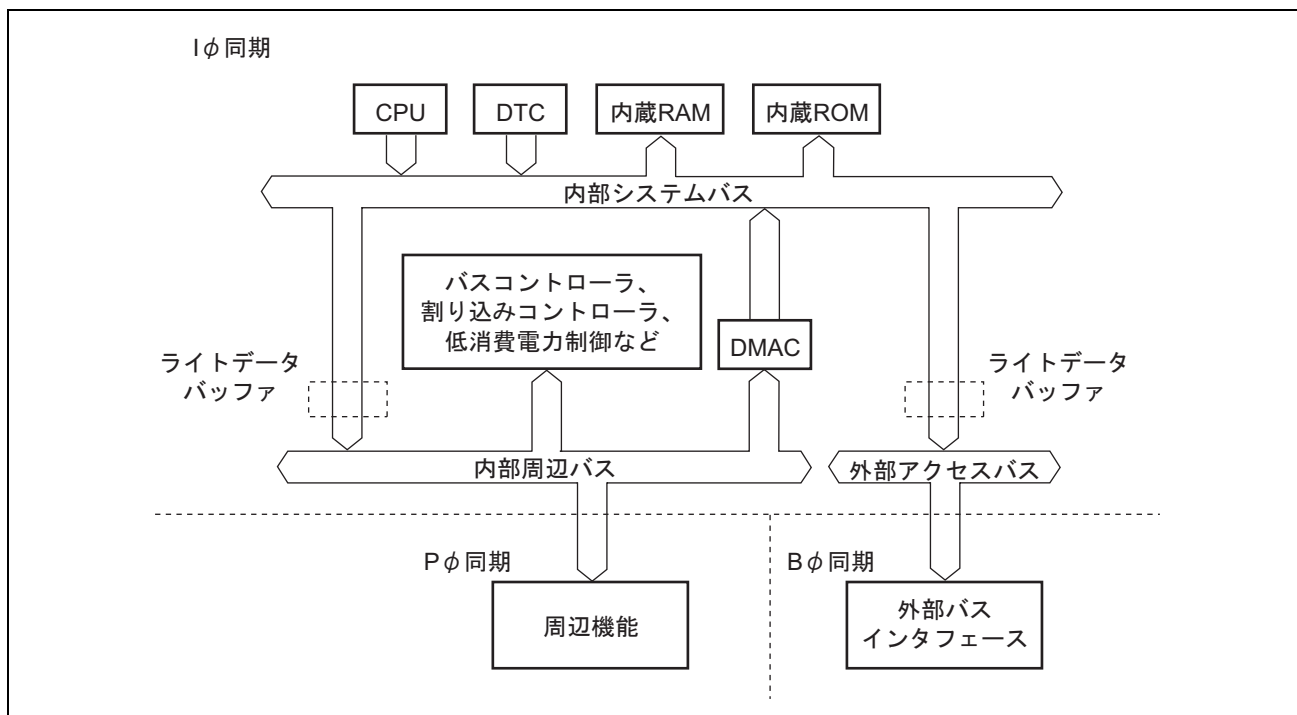 Iφ同期
CPU
DTC
内蔵RAM
内蔵ROM
内部システムバス
バスコントローラ、
割り込みコントローラ、
低消費電力制御など
DMAC
ライトデータ
バッファ
ライトデータ
バッファ
内部周辺バス
外部アクセスバス
Pφ同期
Bφ同期
周辺機能
外部バス
インタフェース